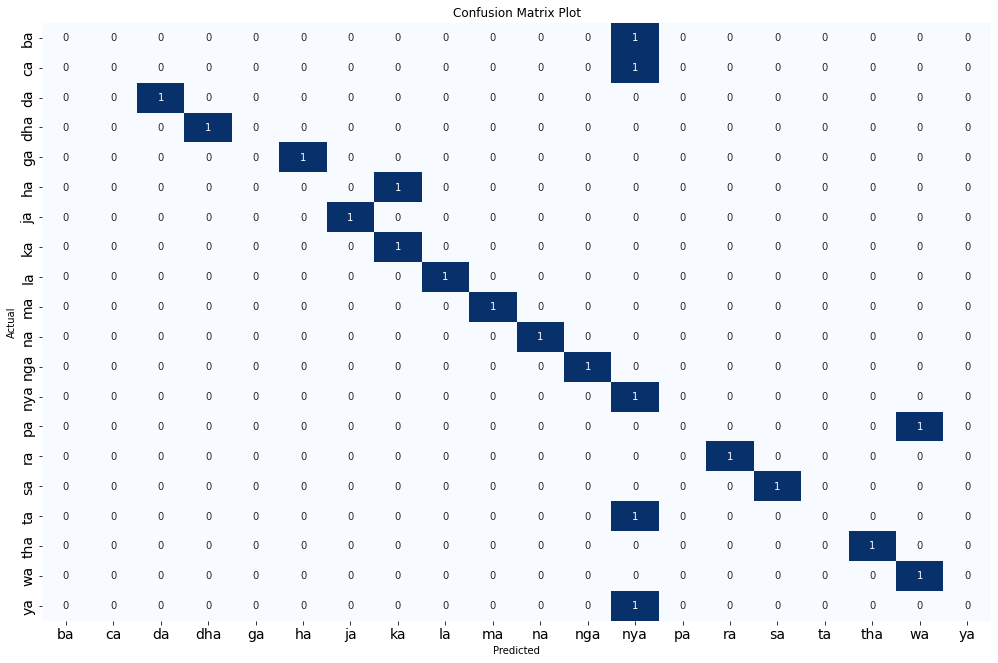 Confusion Matrix Plot
ba 0 0 0 0 0 0 0 0 0 0 0 0 1 0 0 0 0 0 0 0
ca 0 0 0 0 0 0 0 0 0 0 0 0 1 0 0 0 0 0 0 0
da 0 0 1 0 0 0 0 0 0 0 0 0 0 0 0 0 0 0 0 0
dha 0 0 0 1 0 0 0 0 0 0 0 0 0 0 0 0 0 0 0 0
ga 0 0 0 0 0 1 0 0 0 0 0 0 0 0 0 0 0 0 0 0
ha 0 0 0 0 0 0 0 1 0 0 0 0 0 0 0 0 0 0 0 0
ja 0 0 0 0 0 0 1 0 0 0 0 0 0 0 0 0 0 0 0 0
ka 0 0 0 0 0 0 0 1 0 0 0 0 0 0 0 0 0 0 0 0
la 0 0 0 0 0 0 0 0 1 0 0 0 0 0 0 0 0 0 0 0
ma 0 0 0 0 0 0 0 0 0 1 0 0 0 0 0 0 0 0 0 0
Actual
na 0 0 0 0 0 0 0 0 0 0 1 0 0 0 0 0 0 0 0 0
nga 0 0 0 0 0 0 0 0 0 0 0 1 0 0 0 0 0 0 0 0
nya 0 0 0 0 0 0 0 0 0 0 0 0 1 0 0 0 0 0 0 0
pa 0 0 0 0 0 0 0 0 0 0 0 0 0 0 0 0 0 0 1 0
ra 0 0 0 0 0 0 0 0 0 0 0 0 0 0 1 0 0 0 0 0
sa 0 0 0 0 0 0 0 0 0 0 0 0 0 0 0 1 0 0 0 0
ta 0 0 0 0 0 0 0 0 0 0 0 0 1 0 0 0 0 0 0 0
tha 0 0 0 0 0 0 0 0 0 0 0 0 0 0 0 0 0 1 0 0
wa 0 0 0 0 0 0 0 0 0 0 0 0 0 0 0 0 0 0 1 0
ya 0 0 0 0 0 0 0 0 0 0 0 0 1 0 0 0 0 0 0 0
ba ca da dha ga ha ja ka la ma na nga nya pa ra sa ta tha wa ya
Predicted